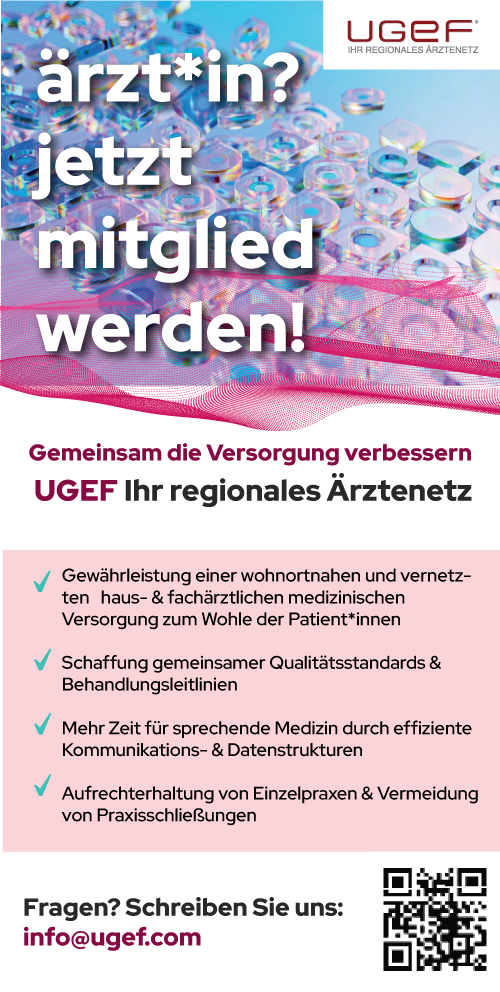 UGEF®
IHR REGIONALES ÄRZTENETZ
ärzt*in?
jetzt
mitglied
werden!
Gemeinsam die Versorgung verbessern
UGEF Ihr regionales Ärztenetz
Gewährleistung einer wohnortnahen und vernetz-
ten haus- & fachärztlichen medizinischen
Versorgung zum Wohle der Patient*innen
Schaffung gemeinsamer Qualitätsstandards &
Behandlungsleitlinien
Mehr Zeit für sprechende Medizin durch effiziente
Kommunikations- & Datenstrukturen
Aufrechterhaltung von Einzelpraxen & Vermeidung
von Praxisschließungen
Fragen? Schreiben Sie uns:
info@ugef.com